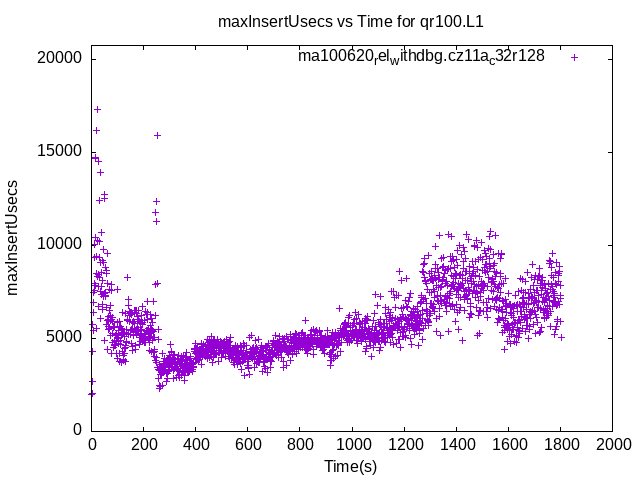 maxInsertUsecs vs Time for qr100.L1
ma100620relwithdbg.cz11ac32r128
20000
15000
10000
5000
0
maxInsertUsecs
0 200 400 600 800 1000 1200 1400 1600 1800 2000
Time(s)